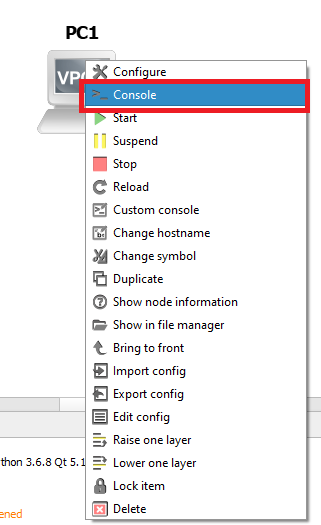 PC1
VPC
Configure
Console
Start
Suspend
Stop
Reload
Custom console
Change hostname
Change symbol
Duplicate
Show node information
Show in file manager
Bring to front
Import config
Export config
Edit config
thon 3.6.8 Qt 5.1
Raise one layer
Lower one layer
Lock item
Delete
ened